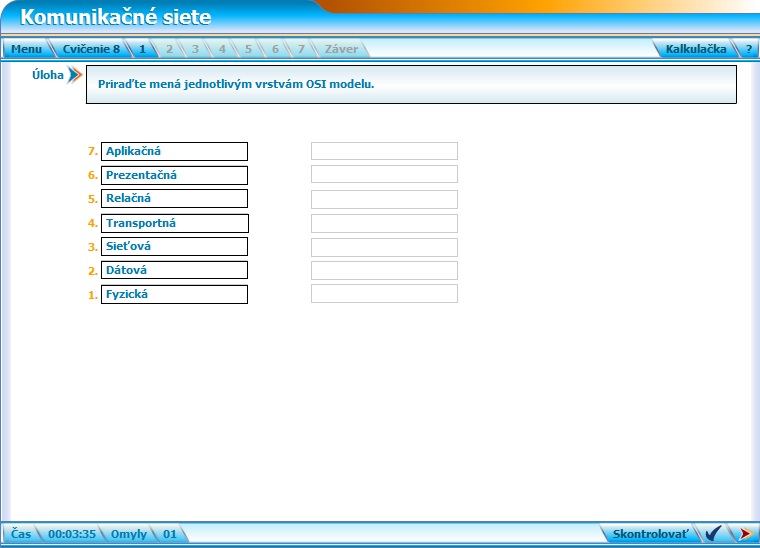 Komunikačné siete
Menu Cvičenie 8 1 2 3 4 5 6 7 Záver Kalkulačka ?
Úloha
Priraďte mená jednotlivým vrstvám OSI modelu.
7. Aplikačná
6. Prezentačná
5. Relačná
4. Transportná
3. Sieťová
2. Dátová
1. Fyzická
Čas 00:03:35 Omyly 01 Skontrolovať